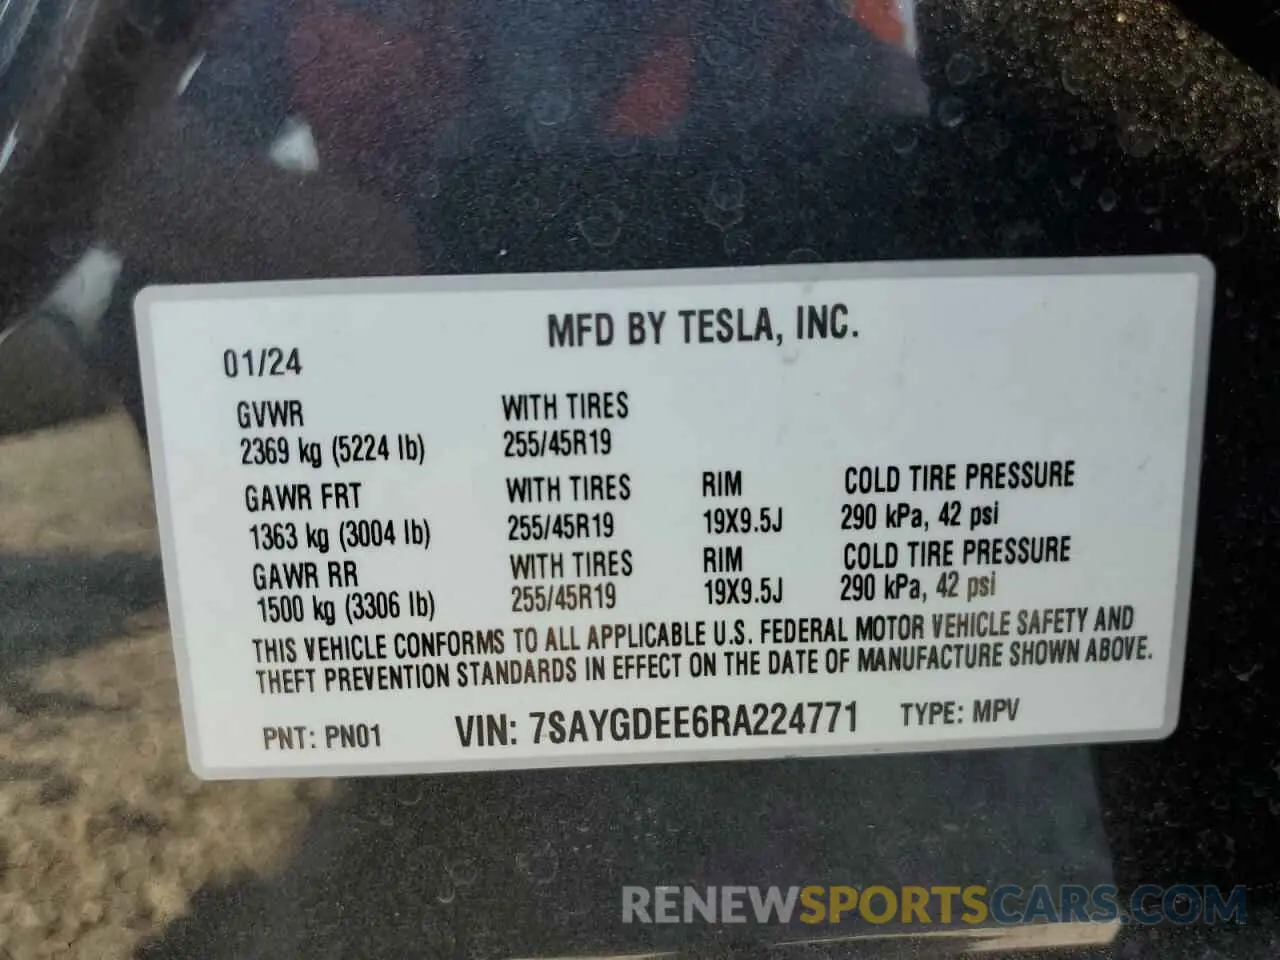 MFD BY TESLA, INC.
01/24
GVWR WITH TIRES
2369 kg (5224 lb) 255/45R19
GAWR FRT WITH TIRES RIM COLD TIRE PRESSURE
1363 kg (3004 lb) 255/45R19 19X9.5J 290 kPa, 42 psi
GAWR RR WITH TIRES RIM COLD TIRE PRESSURE
1500 kg (3306 lb) 255/45R19 19X9.5J 290 kPa, 42 psi
THIS VEHICLE CONFORMS TO ALL APPLICABLE U.S. FEDERAL MOTOR VEHICLE SAFETY AND
THEFT PREVENTION STANDARDS IN EFFECT ON THE DATE OF MANUFACTURE SHOWN ABOVE.
PNT: PN01 VIN: 7SAYGDEE6RA224771 TYPE: MPV
RENEWSPORTSCARS.COM